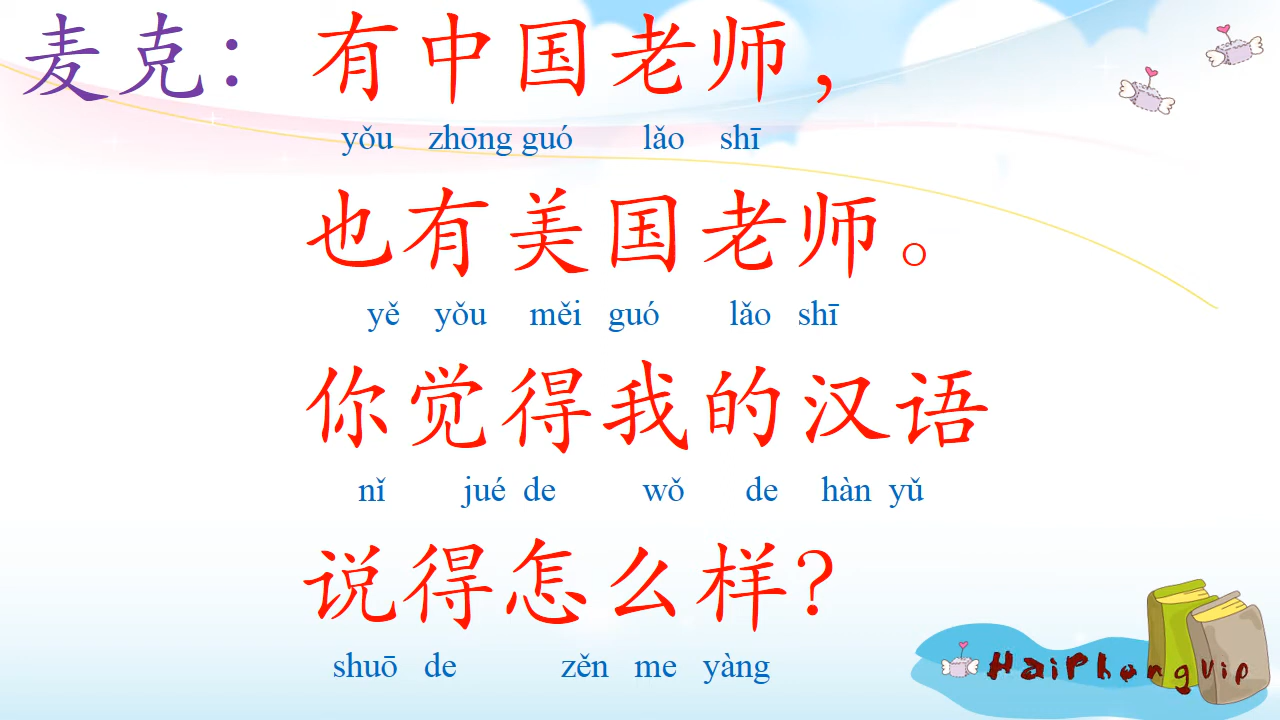 麦克：有中国老师，
yǒu zhōng guó lǎo shī
也有美国老师。
yě yǒu měi guó lǎo shī
你觉得我的汉语
nǐ jué de wǒ de hàn yǔ
说得怎么样？
shuō de zěn me yàng
HaiPhongVip